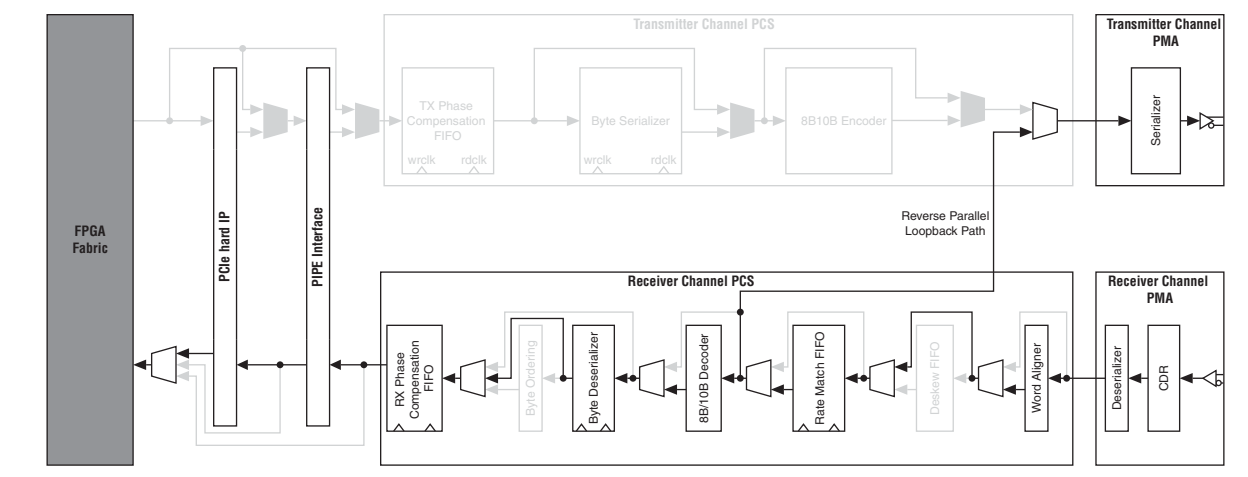 Transmitter Channel PCS
Transmitter Channel
PMA
TX Phase
Compensation
FIFO
wrclk
rdclk
Byte Serializer
wrclk
rdclk
8B10B Encoder
Serializer
FPGA
Fabric
PCIe hard IP
PIPE Interface
Reverse Parallel
Loopback Path
Receiver Channel PCS
Receiver Channel
PMA
RX Phase
Compensation
FIFO
Byte Ordering
Byte Deserializer
8B/10B Decoder
Rate Match FIFO
Deskew FIFO
Word Aligner
Deserializer
CDR